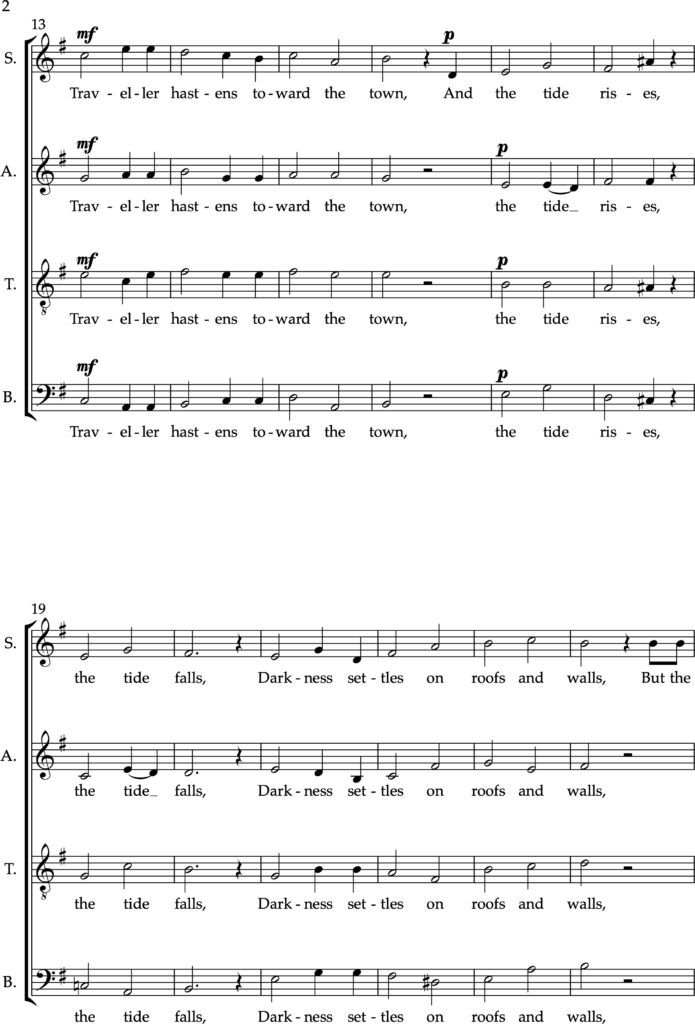 2
13
mf p
S.
Trav - el - ler hast - ens to - ward the town, And the tide ris - es,
mf p
A.
Trav - el - ler hast - ens to - ward the town, the tide_ ris - es,
mf p
T.
Trav - el - ler hast - ens to - ward the town, the tide ris - es,
mf p
B.
Trav - el - ler hast - ens to - ward the town, the tide ris - es,
19
S.
the tide falls, Dark - ness set - tles on roofs and walls, But the
A.
the tide_ falls, Dark - ness set - tles on roofs and walls,
T.
the tide falls, Dark - ness set - tles on roofs and walls,
B.
the tide falls, Dark - ness set - tles on roofs and walls,